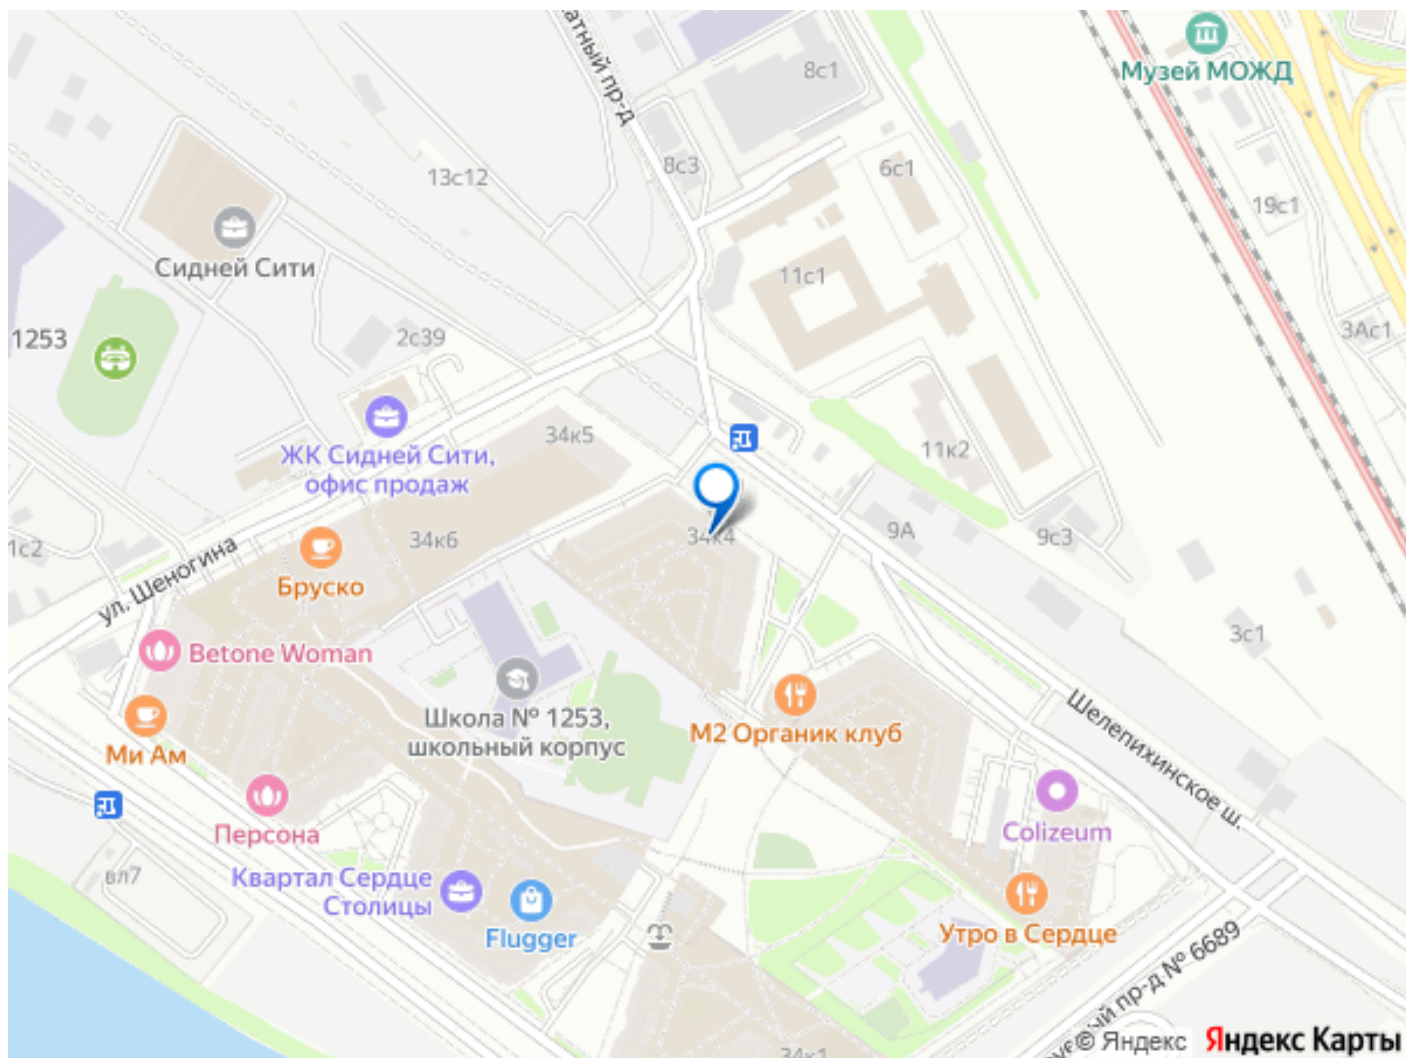 атный пр-д
8с1
Музей МОЖД
13с12
8с3
6с1
19с1
Сидней Сити
11с1
1253
2с39
3Ас1
34к5
11к2
ЖК Сидней Сити,
офис продаж
1с2
34к6
34к4
9А
9с3
ул. Шеногина
Бруско
3с1
Betone Woman
Школа № 1253,
школьный корпус
М2 Органик клуб
Шелепихинское ш.
Ми Ам
Персона
Colizeum
вл7
Квартал Сердце
Столицы
Flugger
Утро в Сердце
ый пр-д № 6689
34к1
© Яндекс
Яндекс Карты